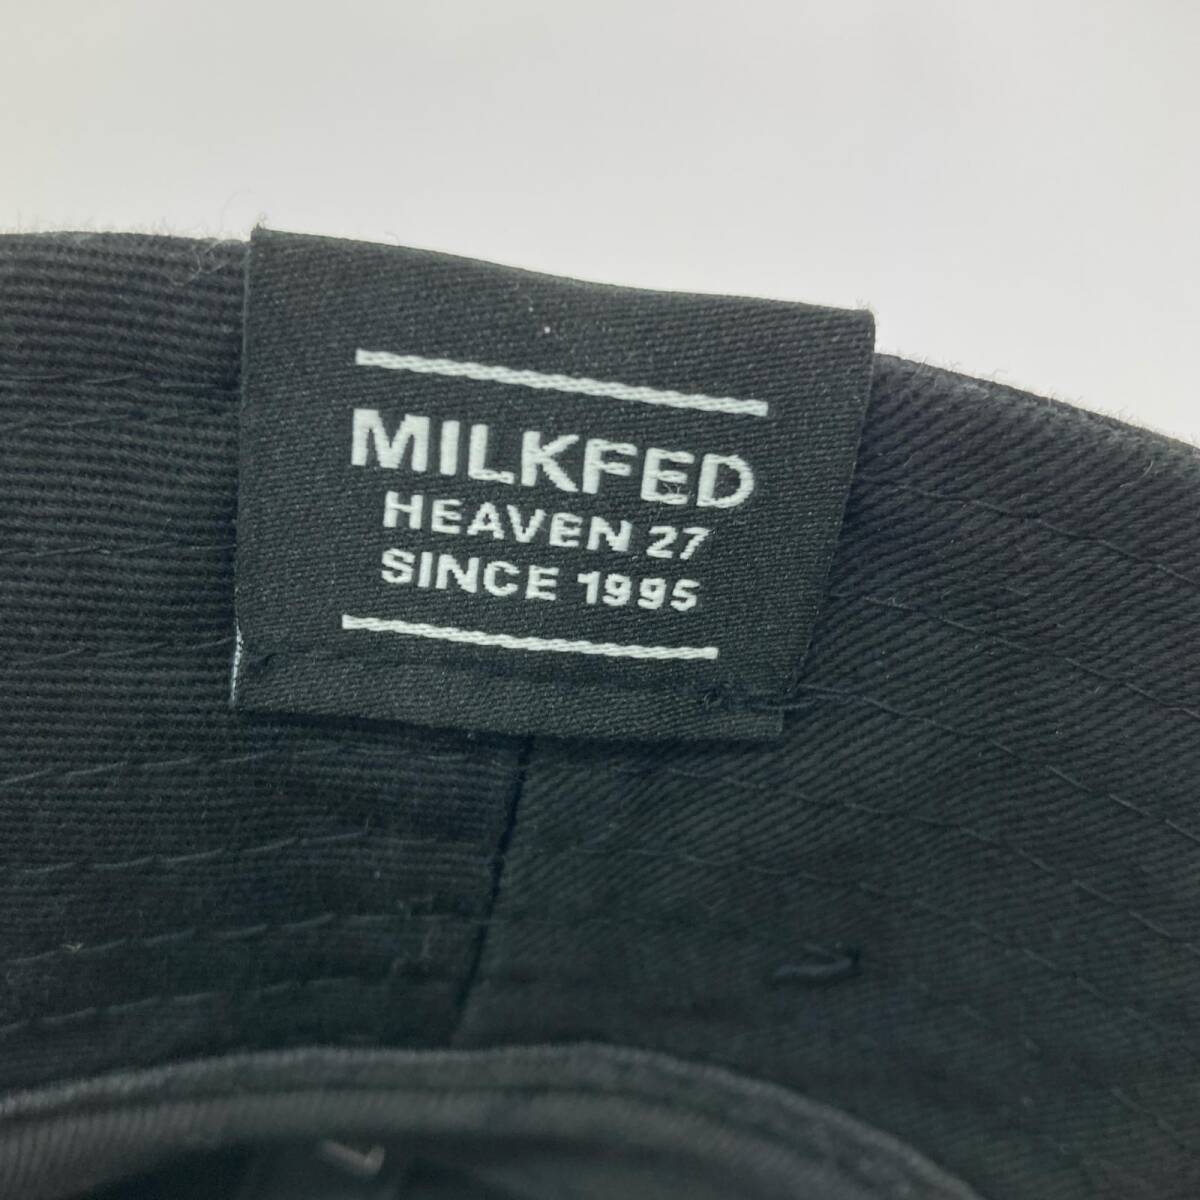 MILKFED
HEAVEN 27
SINCE 1995